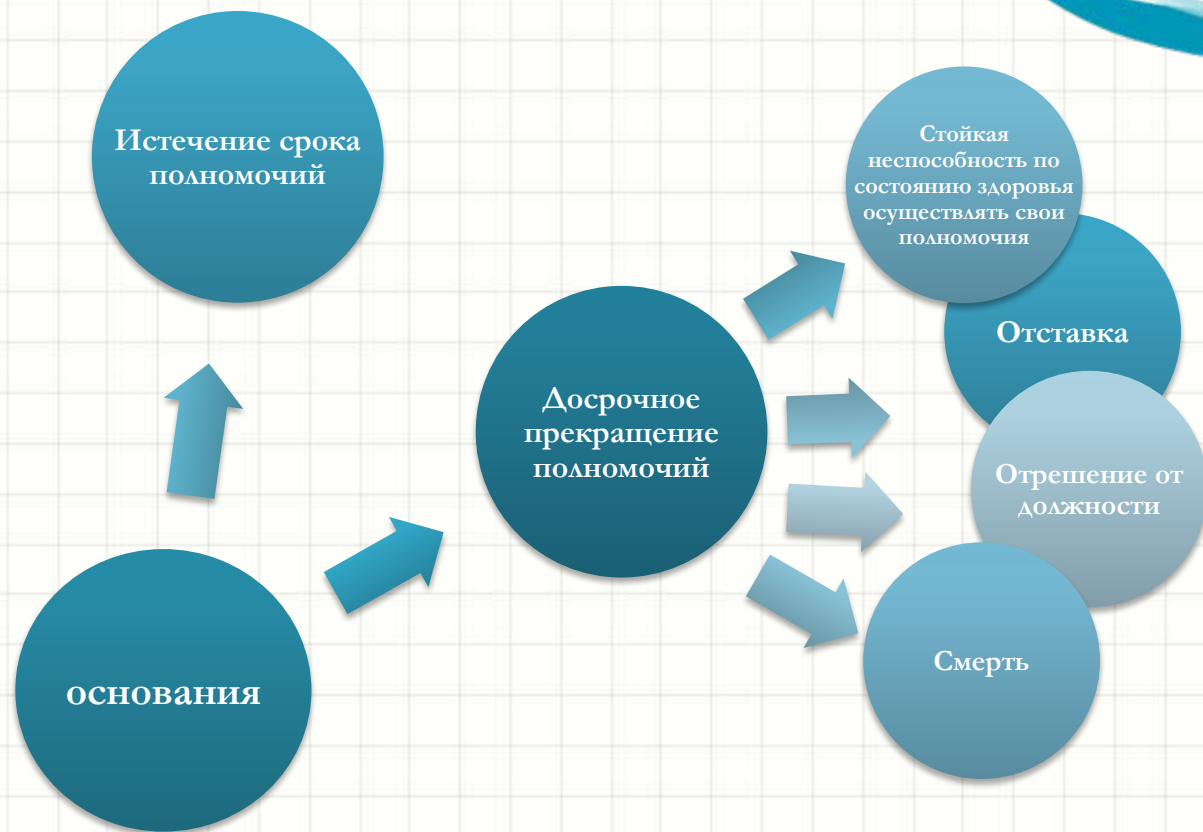 Истечение срока
полномочий
Стойкая
неспособность по
состоянию здоровья
осуществлять свои
полномочия
Отставка
Досрочное
прекращение
полномочий
Отрешение от
должности
Смерть
основания